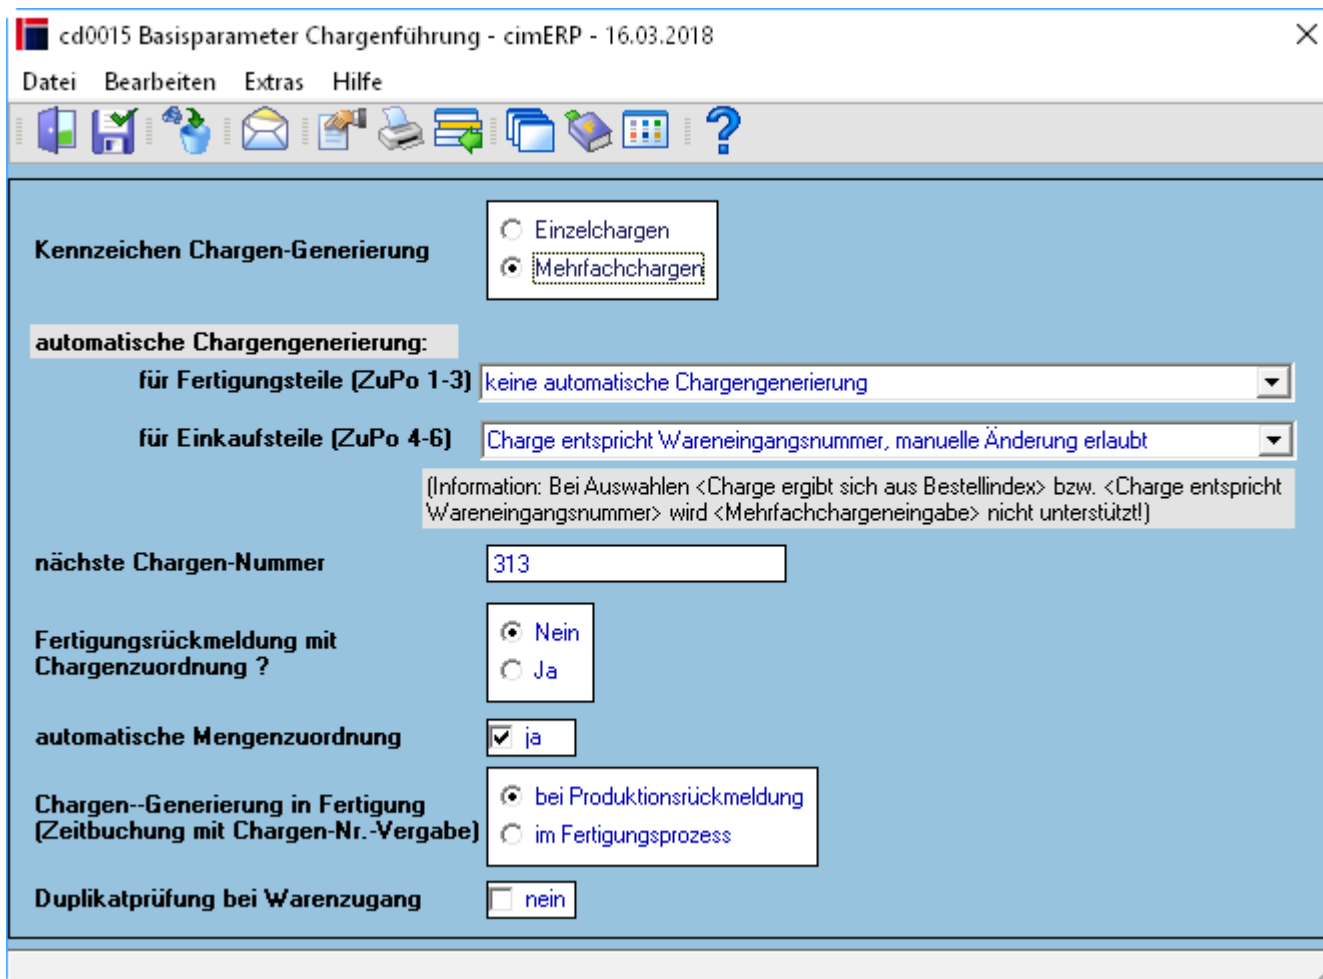 cd0015 Basisparameter Chargenführung - cimERP - 16.03.2018
Datei Bearbeiten Extras Hilfe
Kennzeichen Chargen-Generierung
Einzelchargen
Mehrfachchargen
automatische Chargengenerierung:
für Fertigungsteile (ZuPo 1-3) keine automatische Chargengenerierung
für Einkaufsteile (ZuPo 4-6) Charge entspricht Wareneingangsnummer, manuelle Änderung erlaubt
(Information: Bei Auswahlen <Charge ergibt sich aus Bestellindex> bzw. <Charge entspricht
Wareneingangsnummer> wird <Mehrfachchargeneingabe> nicht unterstützt!)
nächste Chargen-Nummer 313
Fertigungsrückmeldung mit
Chargenzuordnung ?
Nein
Ja
automatische Mengenzuordnung ja
Chargen--Generierung in Fertigung
(Zeitbuchung mit Chargen-Nr.-Vergabe)
bei Produktionsrückmeldung
im Fertigungsprozess
Duplikatprüfung bei Warenzugang nein